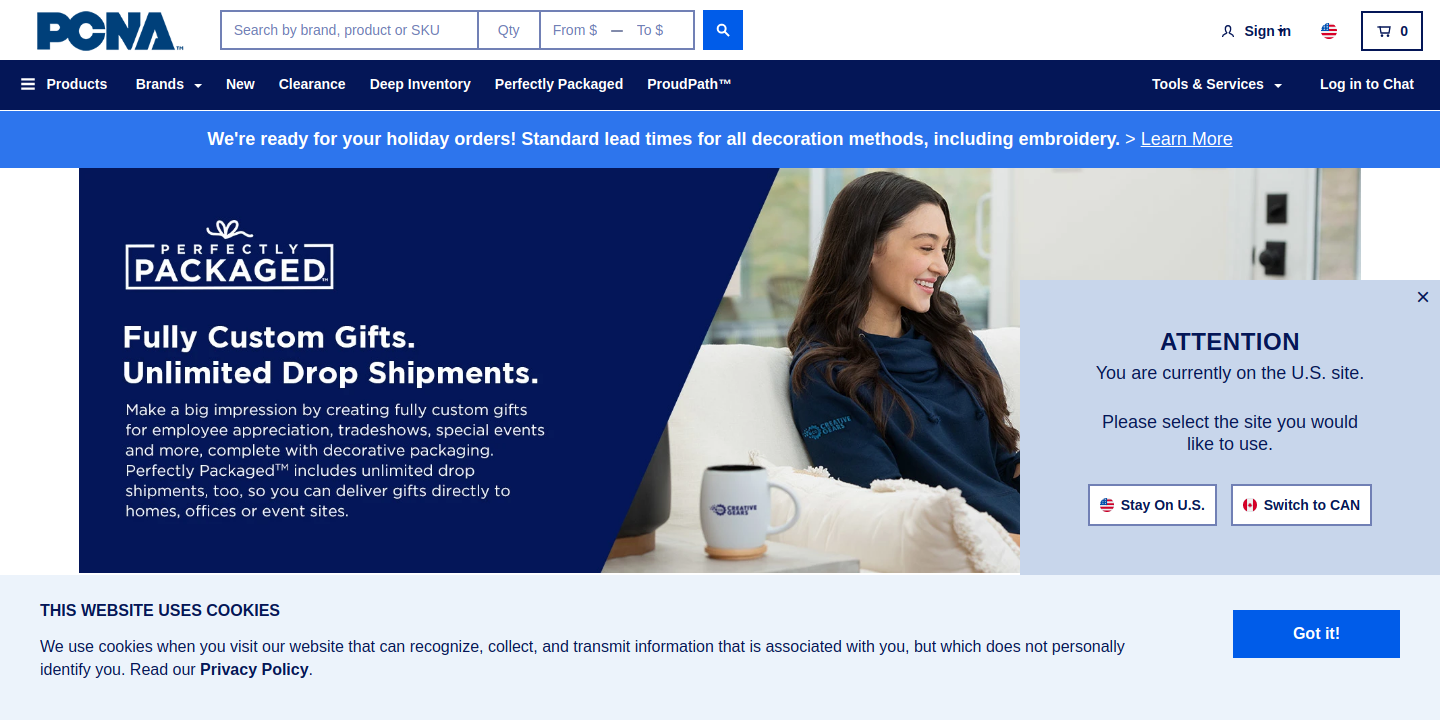 PCNA™
Search by brand, product or SKU
Qty
From $ — To $
Sign in
0
Products
Brands
New
Clearance
Deep Inventory
Perfectly Packaged
ProudPath™
Tools & Services
Log in to Chat
We're ready for your holiday orders! Standard lead times for all decoration methods, including embroidery. > Learn More
PERFECTLY
PACKAGED™
Fully Custom Gifts.
Unlimited Drop Shipments.
Make a big impression by creating fully custom gifts
for employee appreciation, tradeshows, special events
and more, complete with decorative packaging.
Perfectly Packaged™ includes unlimited drop
shipments, too, so you can deliver gifts directly to
homes, offices or event sites.
CREATIVE
GEARS
CREATIVE
GEARS
×
ATTENTION
You are currently on the U.S. site.
Please select the site you would
like to use.
Stay On U.S.
Switch to CAN
THIS WEBSITE USES COOKIES
We use cookies when you visit our website that can recognize, collect, and transmit information that is associated with you, but which does not personally
identify you. Read our Privacy Policy.
Got it!